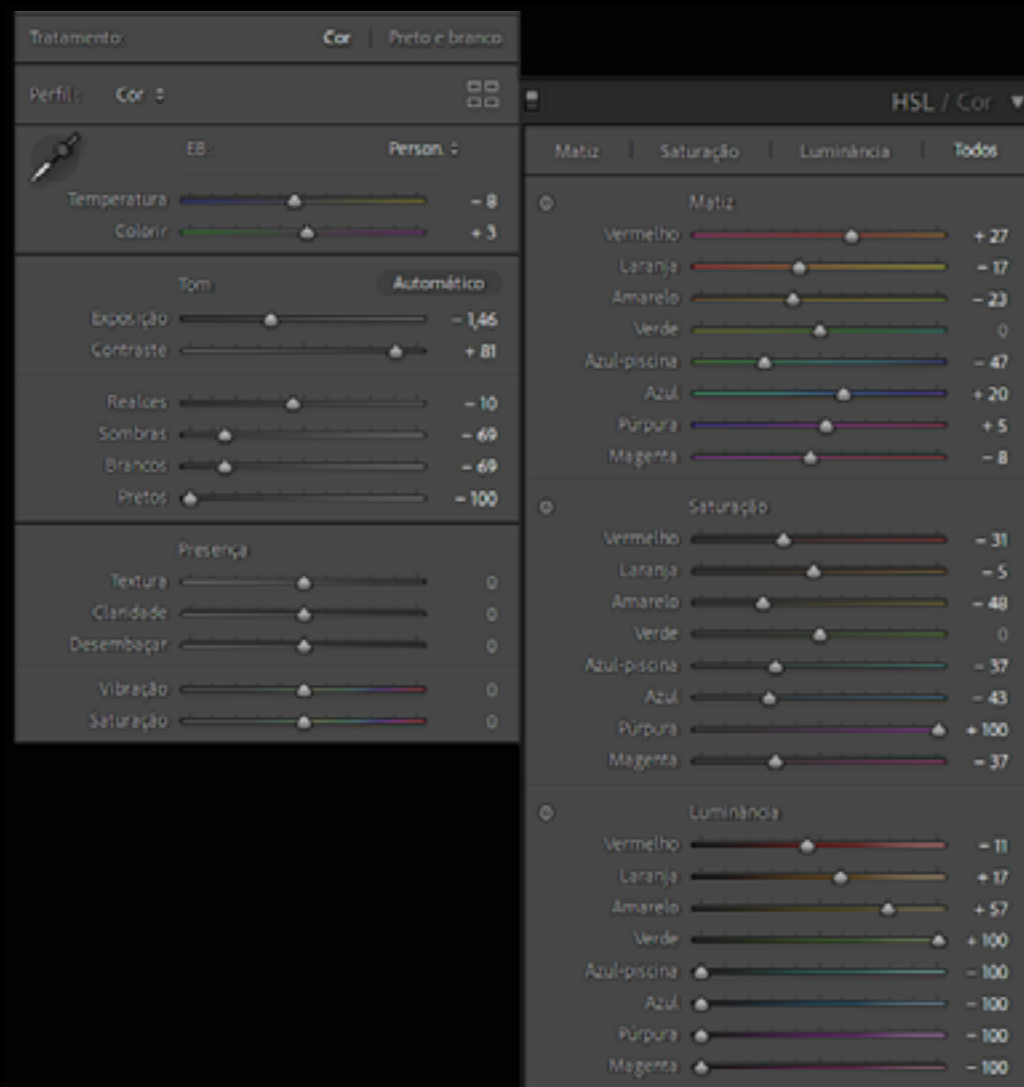 Tratamento: Cor | Preto e branco
Perfil: Cor
EB: Person.
Temperatura - 8
Colorir + 3
Tom Automático
Exposição - 1,46
Contraste + 81
Realces - 10
Sombras - 69
Brancos - 69
Pretos - 100
Presença
Textura 0
Claridade 0
Desembaçar 0
Vibração 0
Saturação 0
HSL / Cor
Matiz | Saturação | Luminância | Todos
Matiz
Vermelho + 27
Laranja - 17
Amarelo - 23
Verde 0
Azul-piscina - 47
Azul + 20
Púrpura + 5
Magenta - 8
Saturação
Vermelho - 31
Laranja - 5
Amarelo - 48
Verde 0
Azul-piscina - 37
Azul - 43
Púrpura + 100
Magenta - 37
Luminância
Vermelho - 11
Laranja + 17
Amarelo + 57
Verde + 100
Azul-piscina - 100
Azul - 100
Púrpura - 100
Magenta - 100